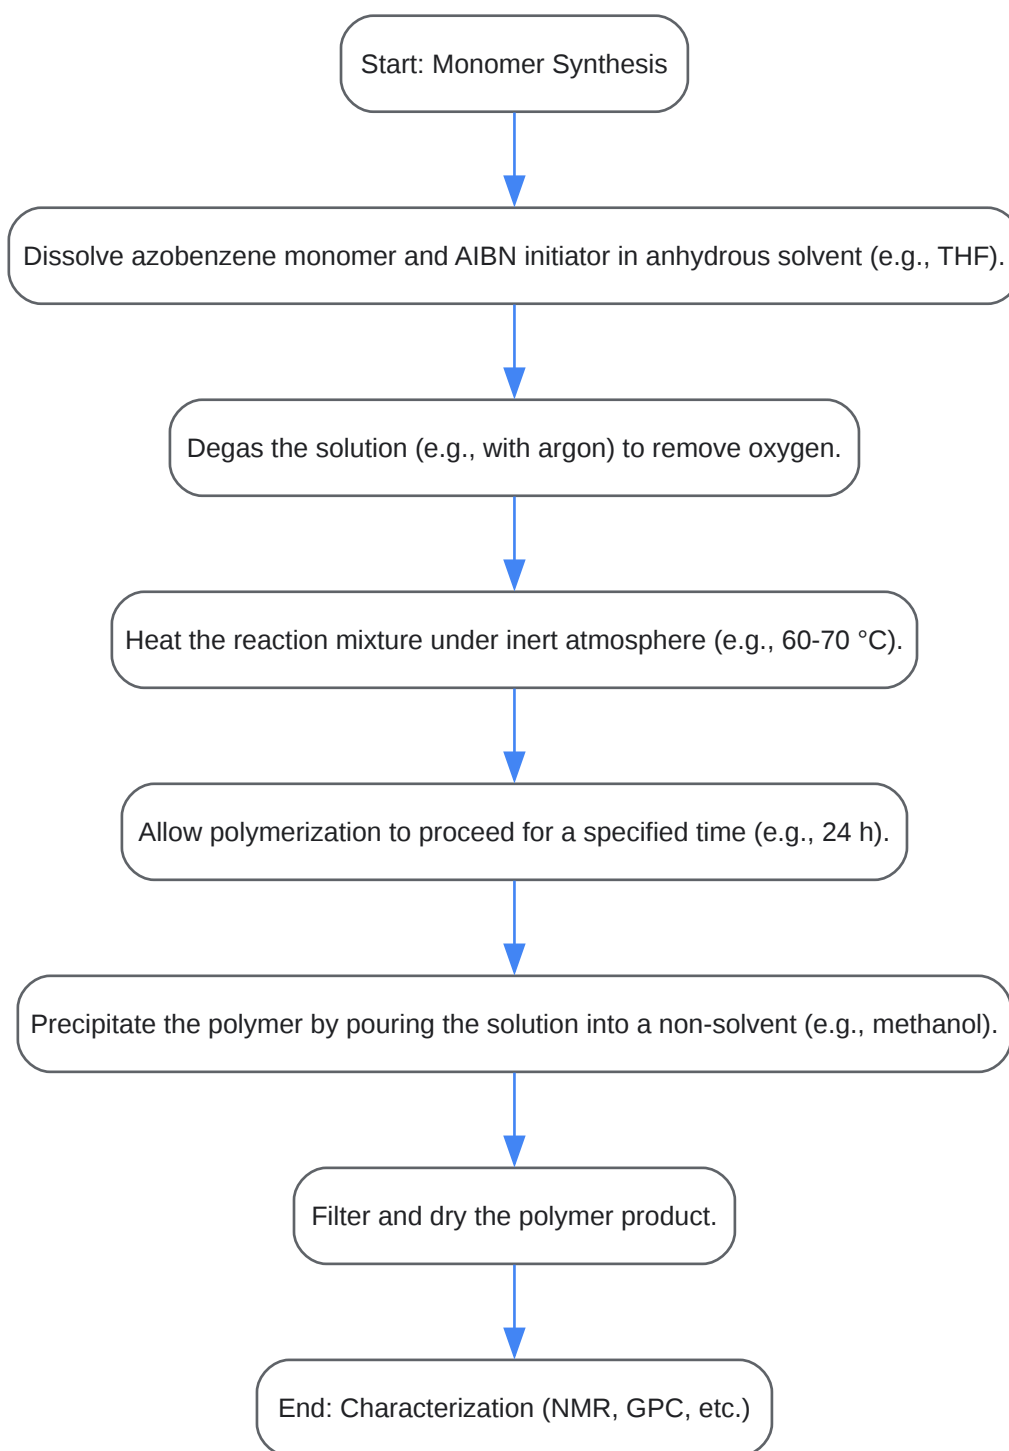 Start: Monomer Synthesis
Dissolve azobenzene monomer and AIBN initiator in anhydrous solvent (e.g., THF).
Degas the solution (e.g., with argon) to remove oxygen.
Heat the reaction mixture under inert atmosphere (e.g., 60-70 °C).
Allow polymerization to proceed for a specified time (e.g., 24 h).
Precipitate the polymer by pouring the solution into a non-solvent (e.g., methanol).
Filter and dry the polymer product.
End: Characterization (NMR, GPC, etc.)